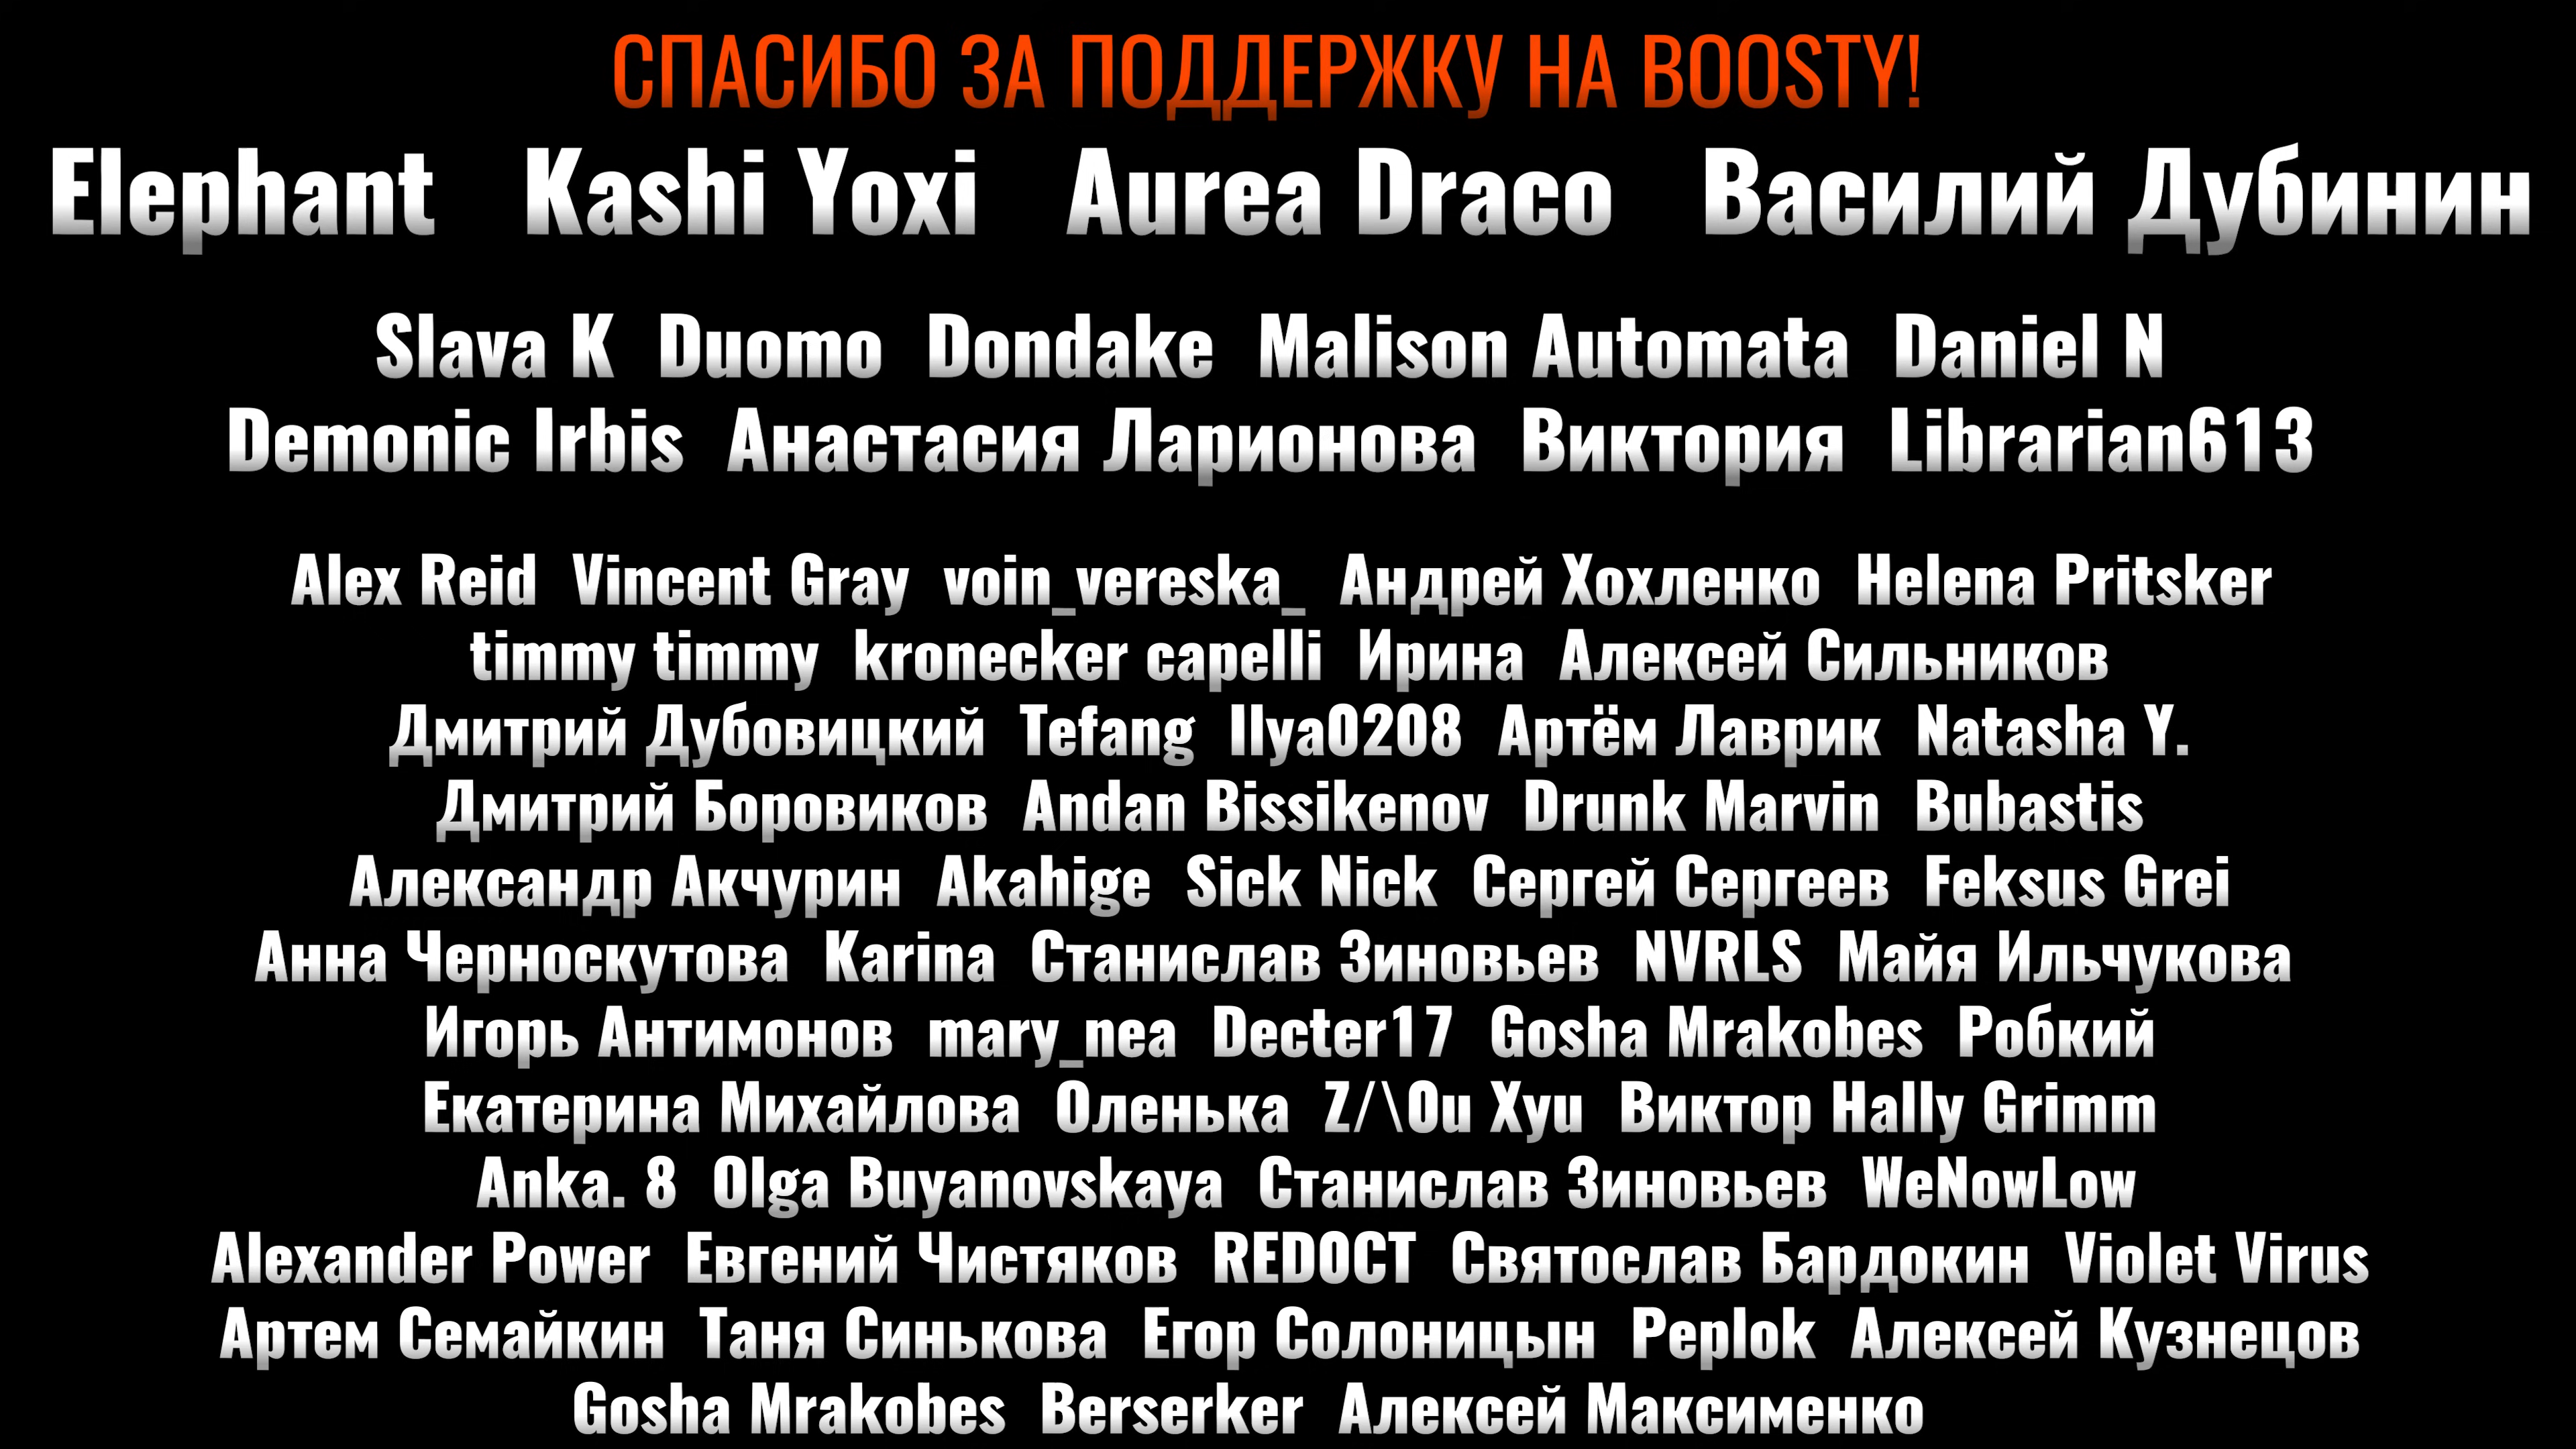 СПАСИБО ЗА ПОДДЕРЖКУ НА BOOSTY!
Elephant Kashi Yoxi Aurea Draco Василий Дубинин
Slava K Duomo Dondake Malison Automata Daniel N
Demonic Irbis Анастасия Ларионова Виктория Librarian613
Alex Reid Vincent Gray voin_vereska_ Андрей Хохленко Helena Pritsker
timmy timmy kronecker capelli Ирина Алексей Сильников
Дмитрий Дубовицкий Tefang Ilya0208 Артём Лаврик Natasha Y.
Дмитрий Боровиков Andan Bissikenov Drunk Marvin Bubastis
Александр Акчурин Akahige Sick Nick Сергей Сергеев Feksus Grei
Анна Черноскутова Karina Станислав Зиновьев NVRLS Майя Ильчукова
Игорь Антимонов mary_nea Decter17 Gosha Mrakobes Робкий
Екатерина Михайлова Оленька Z/\0u Xyu Виктор Hally Grimm
Anka. 8 Olga Buyanovskaya Станислав Зиновьев WeNowLow
Alexander Power Евгений Чистяков REDOCT Святослав Бардокин Violet Virus
Артем Семайкин Таня Синькова Егор Солоницын Peplok Алексей Кузнецов
Gosha Mrakobes Berserker Алексей Максименко